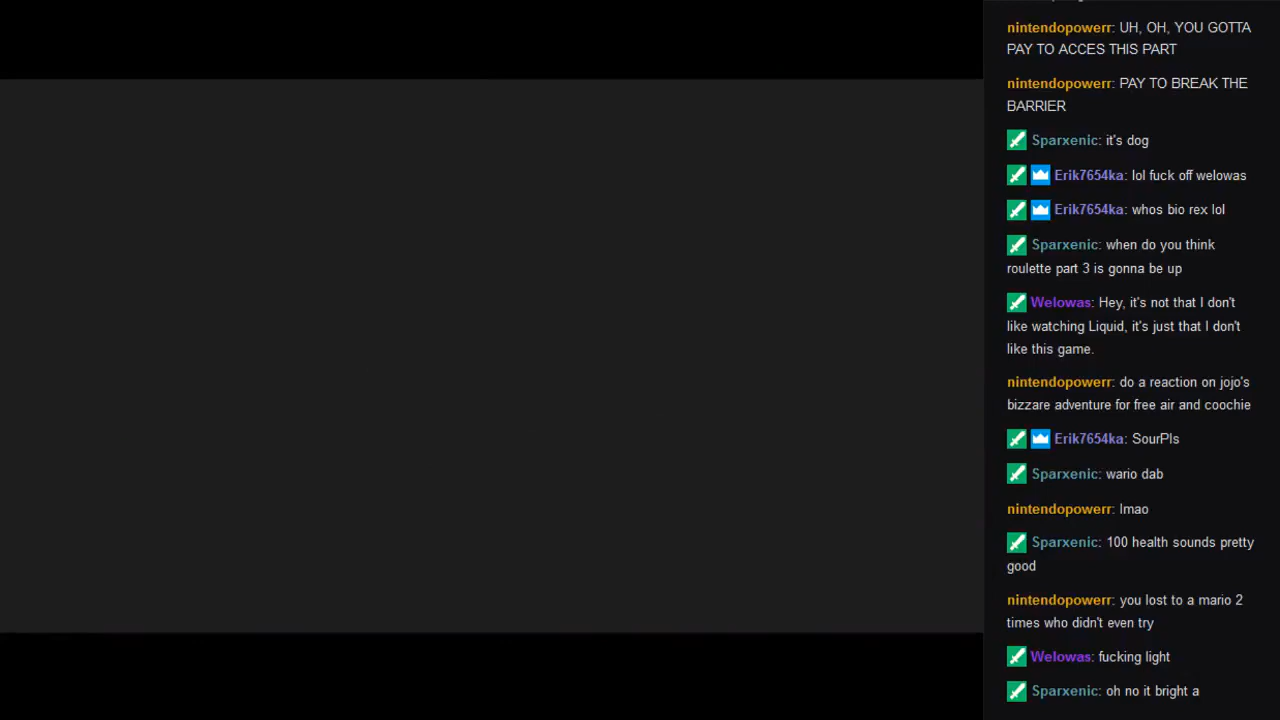 nintendopowerr: UH, OH, YOU GOTTA
PAY TO ACCES THIS PART
nintendopowerr: PAY TO BREAK THE
BARRIER
Sparxenic: it's dog
Erik7654ka: lol fuck off welowas
Erik7654ka: whos bio rex lol
Sparxenic: when do you think
roulette part 3 is gonna be up
Welowas: Hey, it's not that I don't
like watching Liquid, it's just that I don't
like this game.
nintendopowerr: do a reaction on jojo's
bizzare adventure for free air and coochie
Erik7654ka: SourPls
Sparxenic: wario dab
nintendopowerr: lmao
Sparxenic: 100 health sounds pretty
good
nintendopowerr: you lost to a mario 2
times who didn't even try
Welowas: fucking light
Sparxenic: oh no it bright a